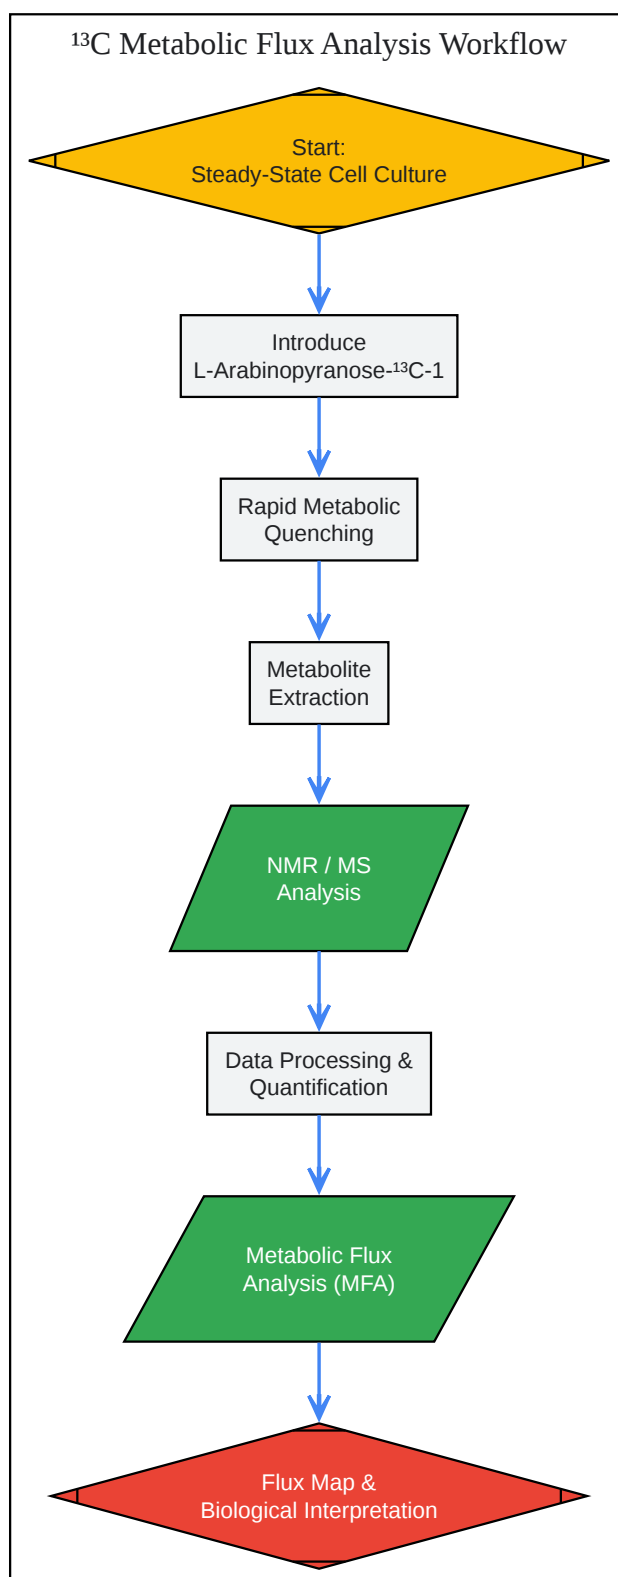 ¹³C Metabolic Flux Analysis Workflow
Start:
Steady-State Cell Culture
Introduce
L-Arabinopyranose-¹³C-1
Rapid Metabolic
Quenching
Metabolite
Extraction
NMR / MS
Analysis
Data Processing &
Quantification
Metabolic Flux
Analysis (MFA)
Flux Map &
Biological Interpretation